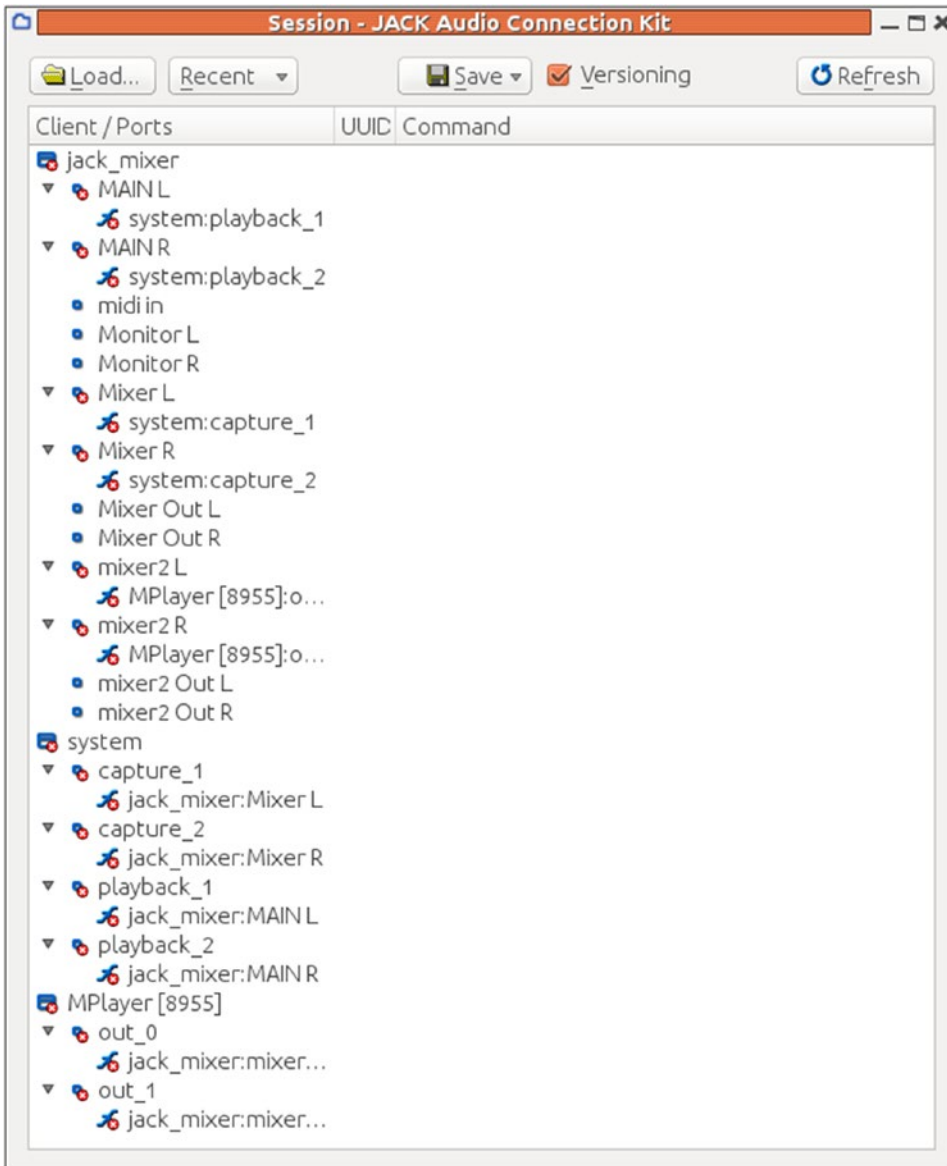 Session - JACK Audio Connection Kit
Load... Recent Save Versioning Refresh
Client / Ports UUID Command
jack_mixer
MAIN L
system:playback_1
MAIN R
system:playback_2
midi in
Monitor L
Monitor R
Mixer L
system:capture_1
Mixer R
system:capture_2
Mixer Out L
Mixer Out R
mixer2 L
MPlayer [8955]:o...
mixer2 R
MPlayer [8955]:o...
mixer2 Out L
mixer2 Out R
system
capture_1
jack_mixer:Mixer L
capture_2
jack_mixer:Mixer R
playback_1
jack_mixer:MAIN L
playback_2
jack_mixer:MAIN R
MPlayer [8955]
out_0
jack_mixer:mixer...
out_1
jack_mixer:mixer...